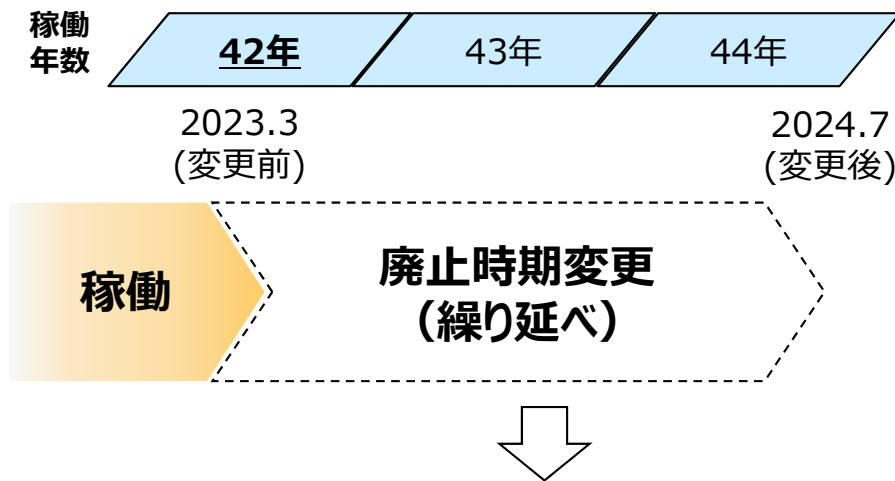 稼働
年数
42年
43年
44年
2023.3
(変更前)
2024.7
(変更後)
稼働
廃止時期変更
（繰り延べ）